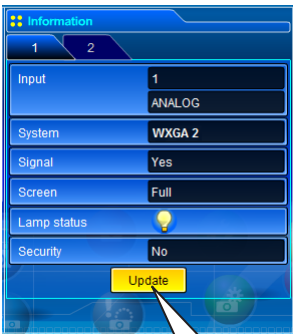 Information
1 2
Input 1
ANALOG
System WXGA 2
Signal Yes
Screen Full
Lamp status
Security No
Update